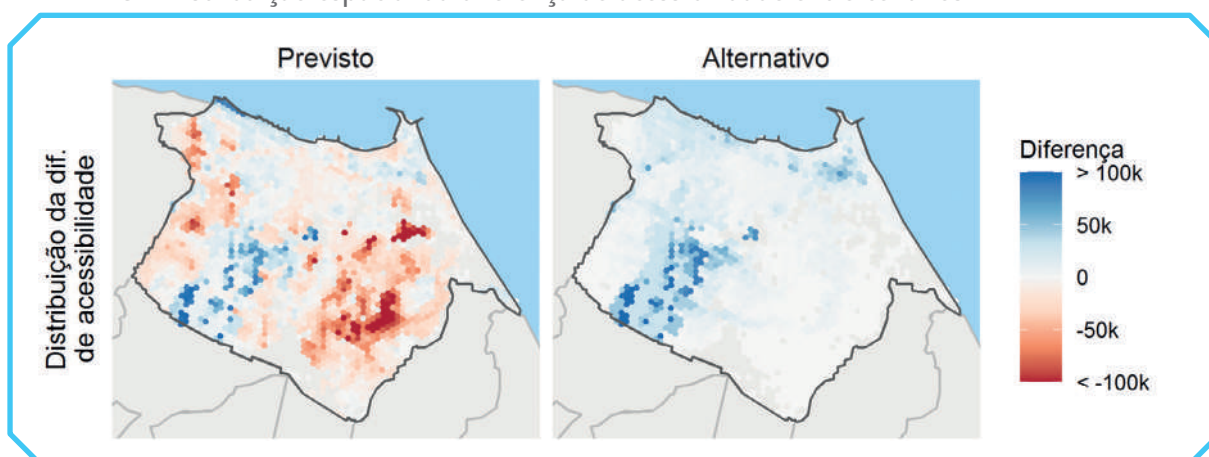 Previsto
Alternativo
Distribuição da dif.
de acessibilidade
Diferença
> 100k
50k
0
-50k
< -100k